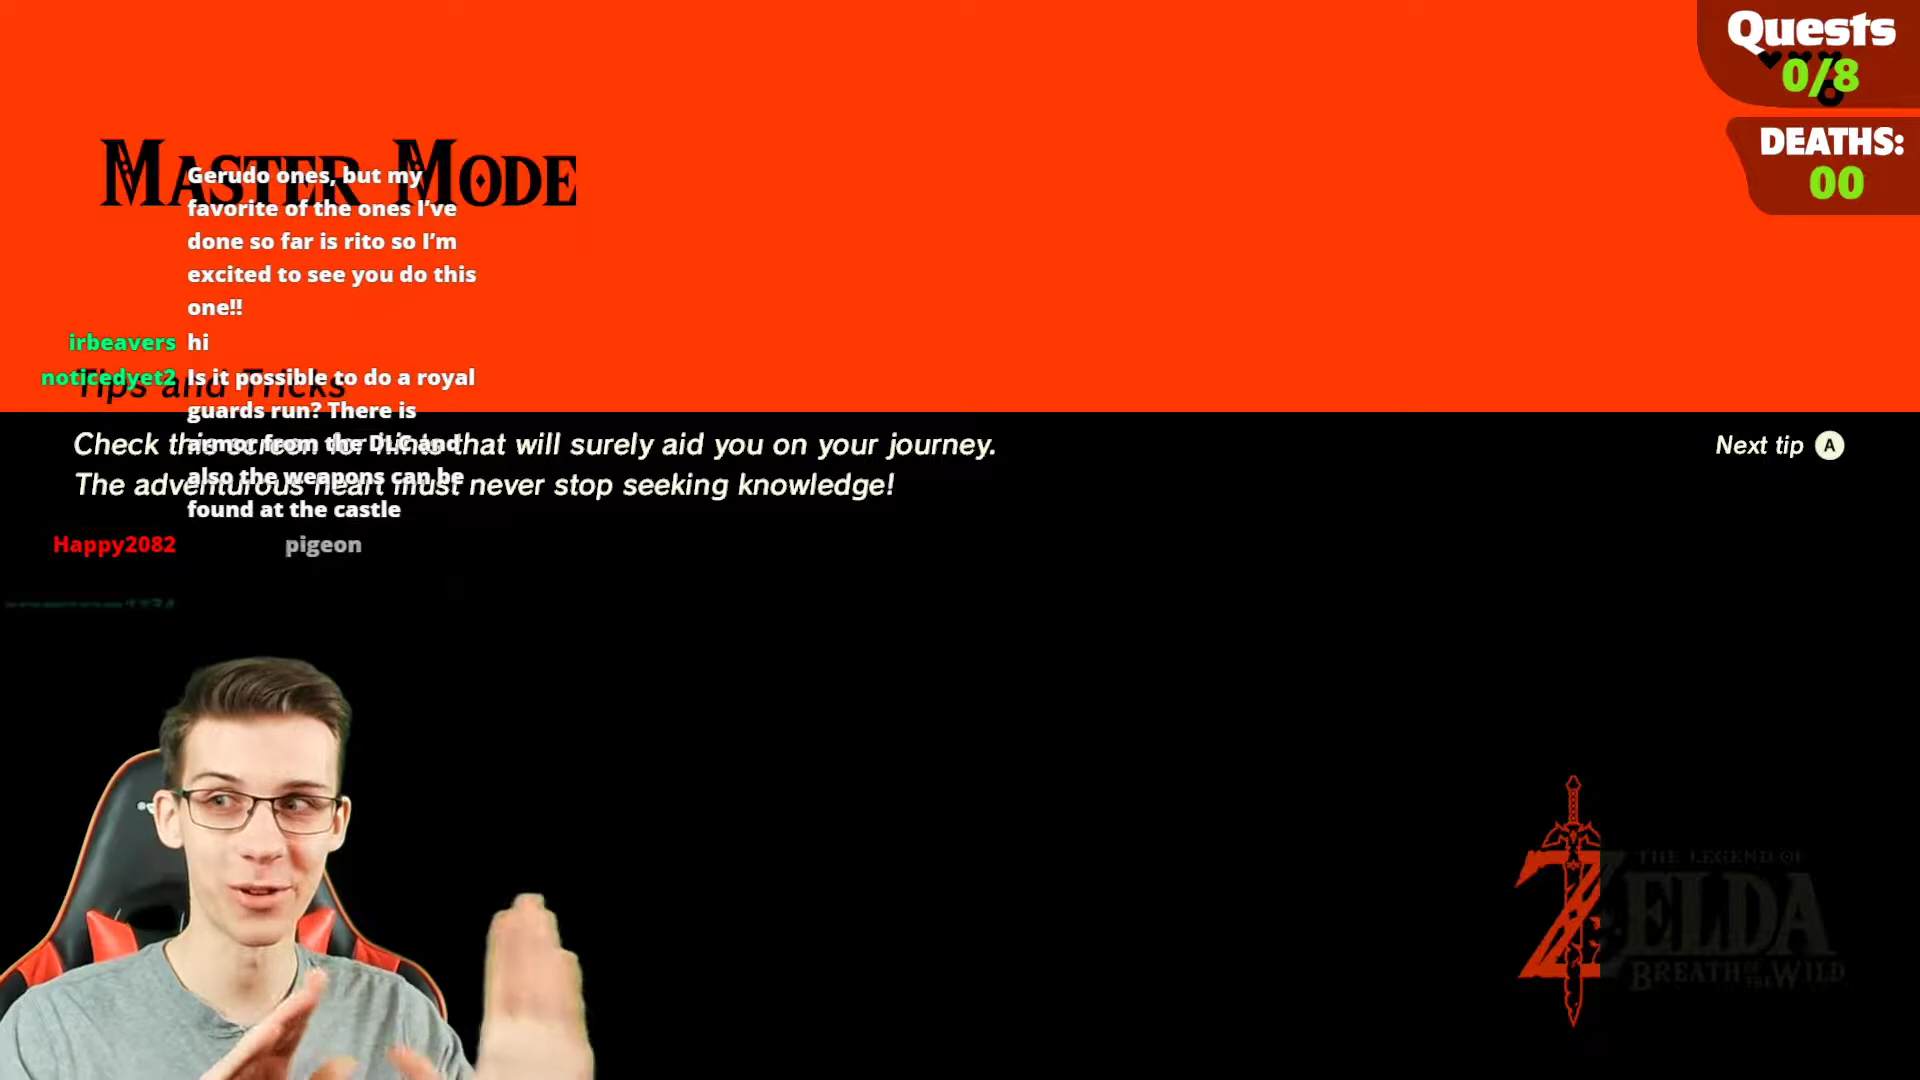 Quests
0/8
DEATHS:
00
MASTER MODE
Gerudo ones, but my
favorite of the ones I've
done so far is rito so I'm
excited to see you do this
one!!
irbeavers hi
noticedyet2 Is it possible to do a royal
guards run? There is
armor from the DLC and
also the weapons can be
found at the castle
Happy2082 pigeon
Tips and Tricks
Check this screen for hints that will surely aid you on your journey.
The adventurous heart must never stop seeking knowledge!
Next tip A
THE LEGEND OF
ZELDA
BREATH OF THE WILD